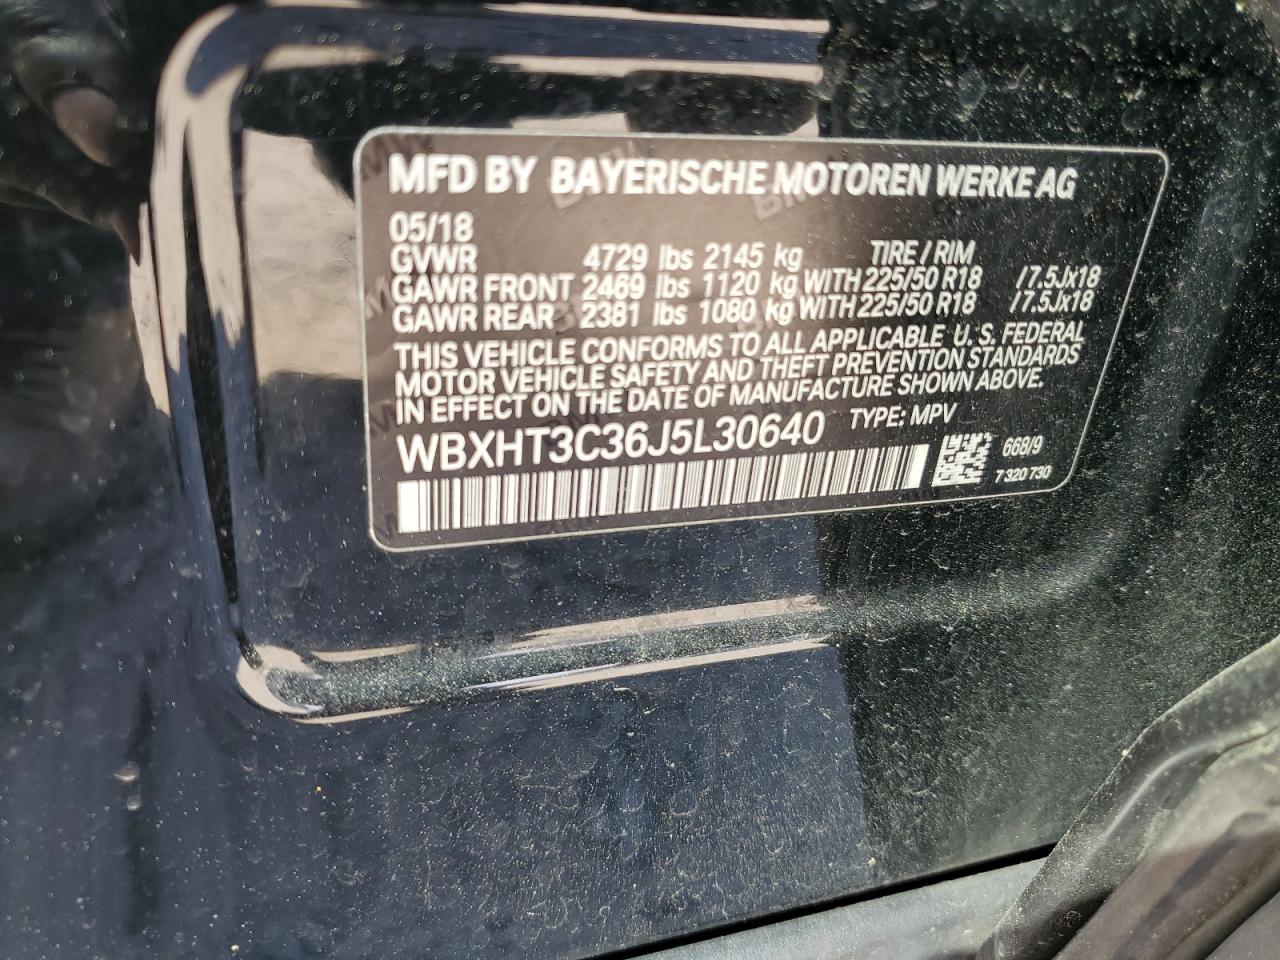 MFD BY BAYERISCHE MOTOREN WERKE AG
05/18
GVWR 4729 lbs 2145 kg TIRE / RIM
GAWR FRONT 2469 lbs 1120 kg WITH 225/50 R18 /7.5Jx18
GAWR REAR 2381 lbs 1080 kg WITH 225/50 R18 /7.5Jx18
THIS VEHICLE CONFORMS TO ALL APPLICABLE U. S. FEDERAL
MOTOR VEHICLE SAFETY AND THEFT PREVENTION STANDARDS
IN EFFECT ON THE DATE OF MANUFACTURE SHOWN ABOVE.
WBXHT3C36J5L30640 TYPE: MPV
668/9
7 320 730